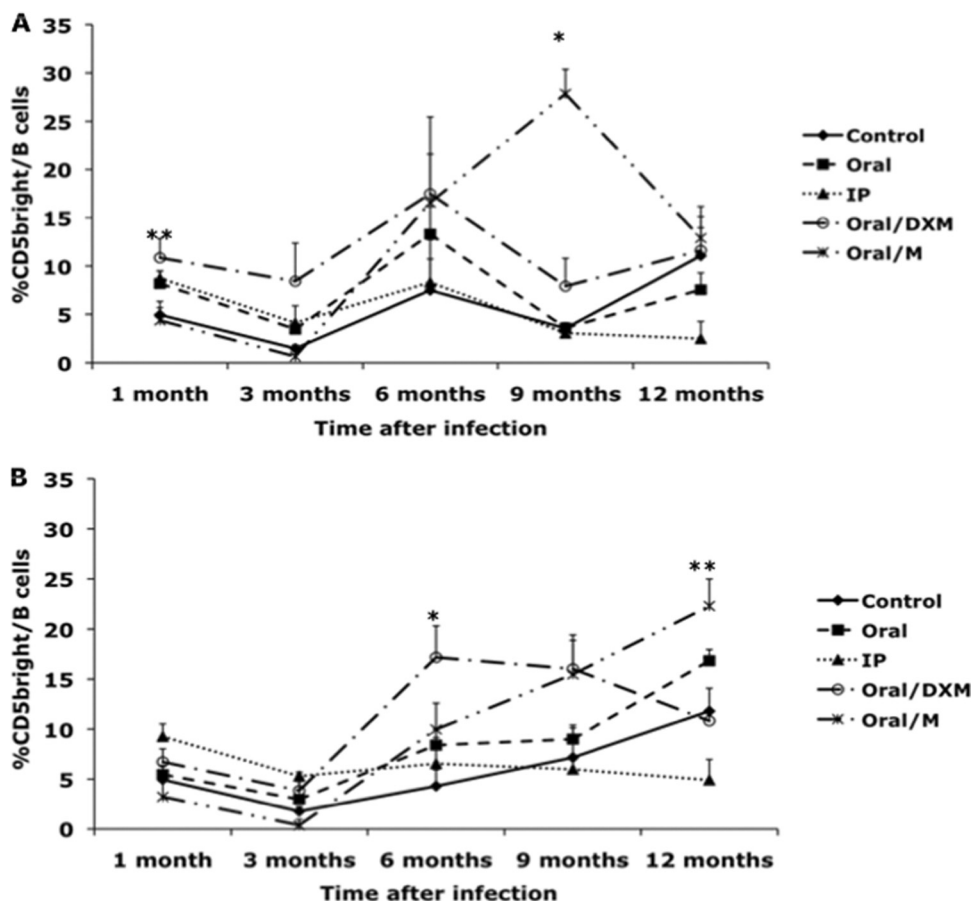 A
35
30
25
20
15
10
5
0
%CD5bright/B cells
**
*
1 month 3 months 6 months 9 months 12 months
Time after infection
Control
Oral
IP
Oral/DXM
Oral/M
B
35
30
25
20
15
10
5
0
%CD5bright/B cells
*
**
1 month 3 months 6 months 9 months 12 months
Time after infection
Control
Oral
IP
Oral/DXM
Oral/M